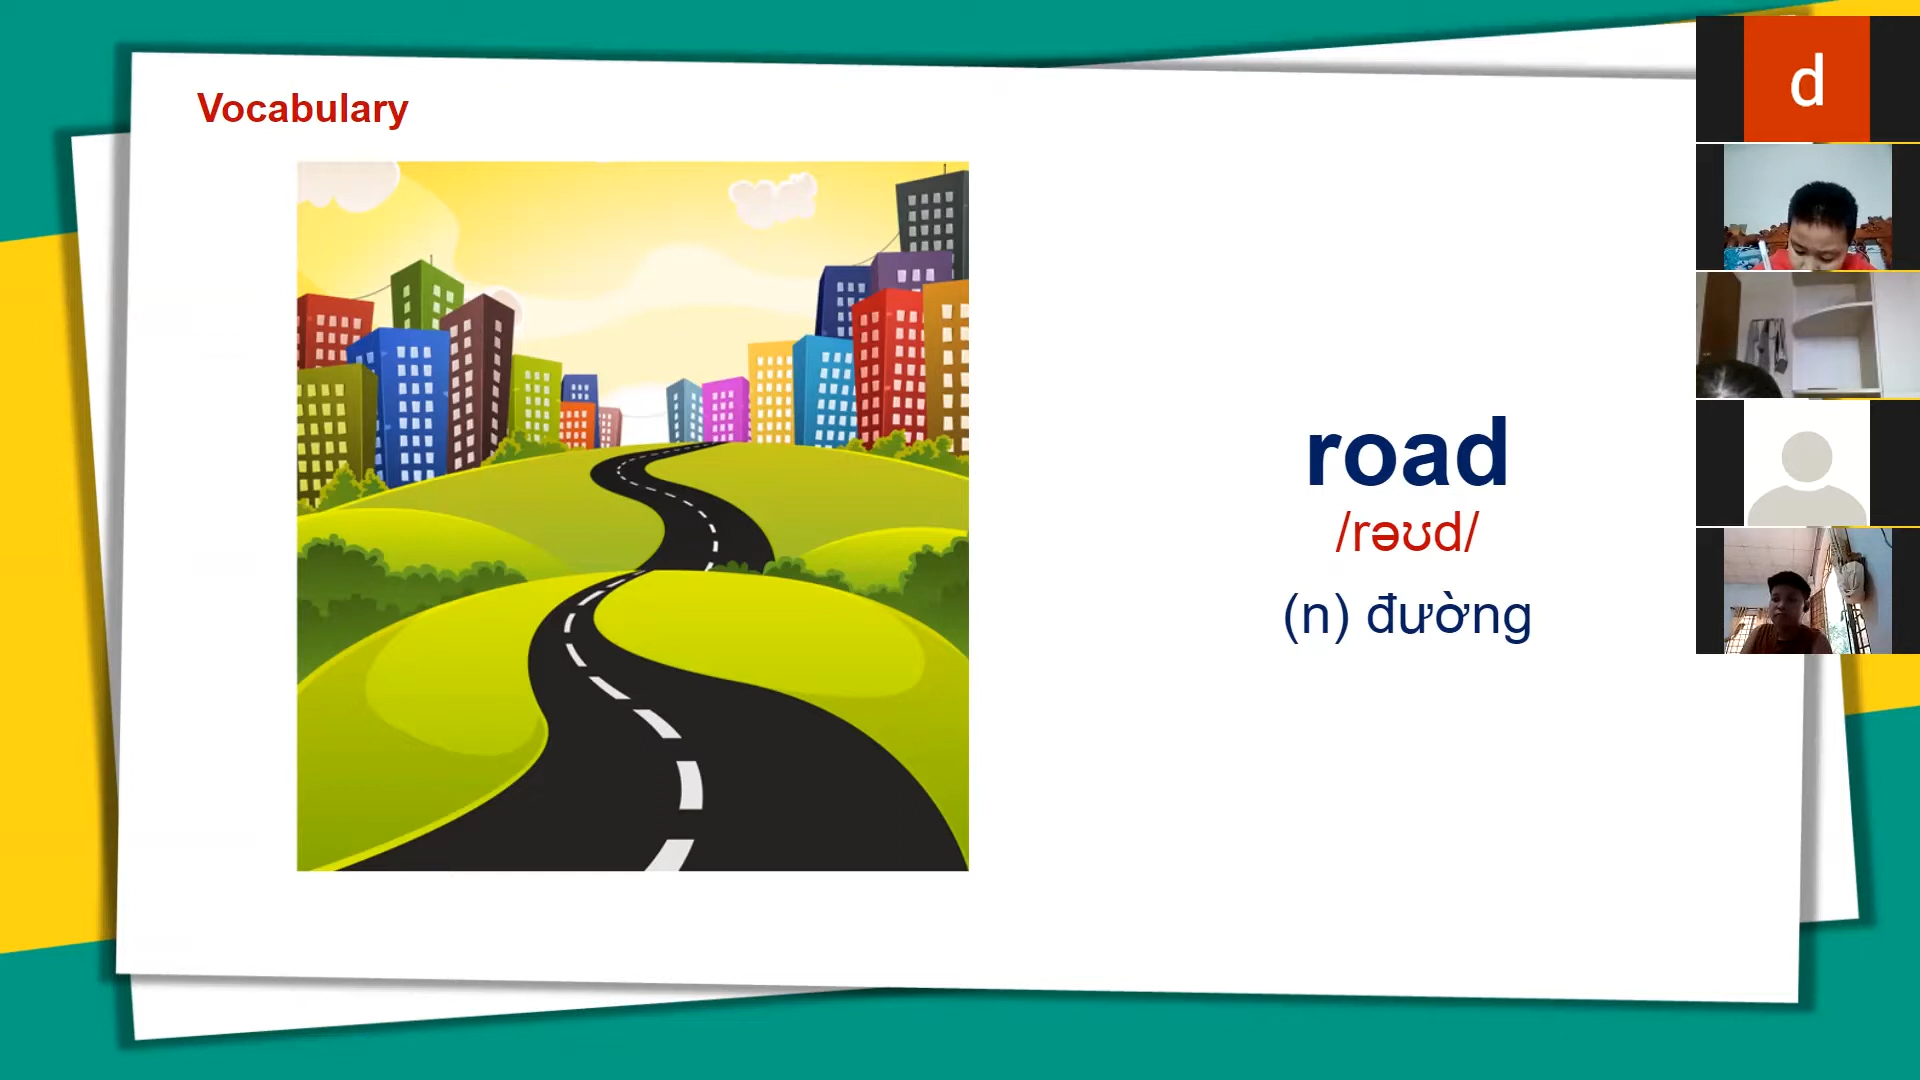 Vocabulary
d
road
/rəʊd/
(n) đường